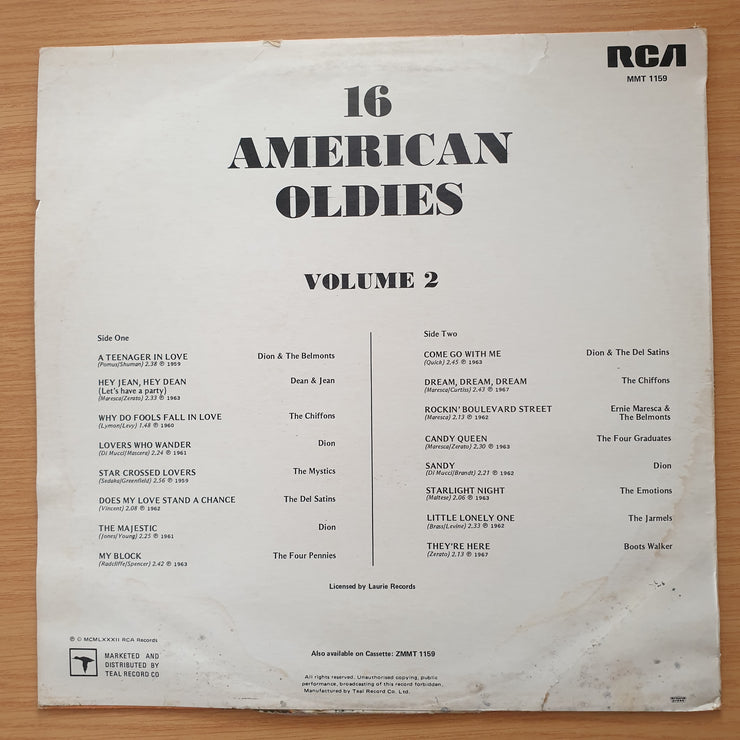 RCA
MMT 1159
16
AMERICAN
OLDIES
VOLUME 2
Side One
A TEENAGER IN LOVE Dion & The Belmonts
(Pomus/Shuman) 2.38 ℗ 1959
HEY JEAN, HEY DEAN Dean & Jean
(Let's have a party)
(Maresca/Zerato) 2.33 ℗ 1963
WHY DO FOOLS FALL IN LOVE The Chiffons
(Lymon/Levy) 1.48 ℗ 1960
LOVERS WHO WANDER Dion
(Di Mucci/Mascera) 2.24 ℗ 1961
STAR CROSSED LOVERS The Mystics
(Sedaka/Greenfield) 2.56 ℗ 1959
DOES MY LOVE STAND A CHANCE The Del Satins
(Vincent) 2.08 ℗ 1962
THE MAJESTIC Dion
(Jones/Young) 2.25 ℗ 1961
MY BLOCK The Four Pennies
(Radcliffe/Spencer) 2.42 ℗ 1963
Side Two
COME GO WITH ME Dion & The Del Satins
(Quick) 2.45 ℗ 1963
DREAM, DREAM, DREAM The Chiffons
(Maresca/Curtiss) 2.43 ℗ 1967
ROCKIN' BOULEVARD STREET Ernie Maresca &
(Maresca) 2.13 ℗ 1962 The Belmonts
CANDY QUEEN The Four Graduates
(Maresca/Zerato) 2.30 ℗ 1963
SANDY Dion
(Di Mucci/Brandt) 2.21 ℗ 1962
STARLIGHT NIGHT The Emotions
(Maltese) 2.06 ℗ 1963
LITTLE LONELY ONE The Jarmels
(Brass/Levine) 2.33 ℗ 1962
THEY'RE HERE Boots Walker
(Zerato) 2.13 ℗ 1967
Licensed by Laurie Records
℗ © MCMLXXXII RCA Records
MARKETED AND
DISTRIBUTED BY
TEAL RECORD CO
Also available on Cassette: ZMMT 1159
All rights reserved. Unauthorised copying, public
performance, broadcasting of this record forbidden.
Manufactured by Teal Record Co. Ltd.